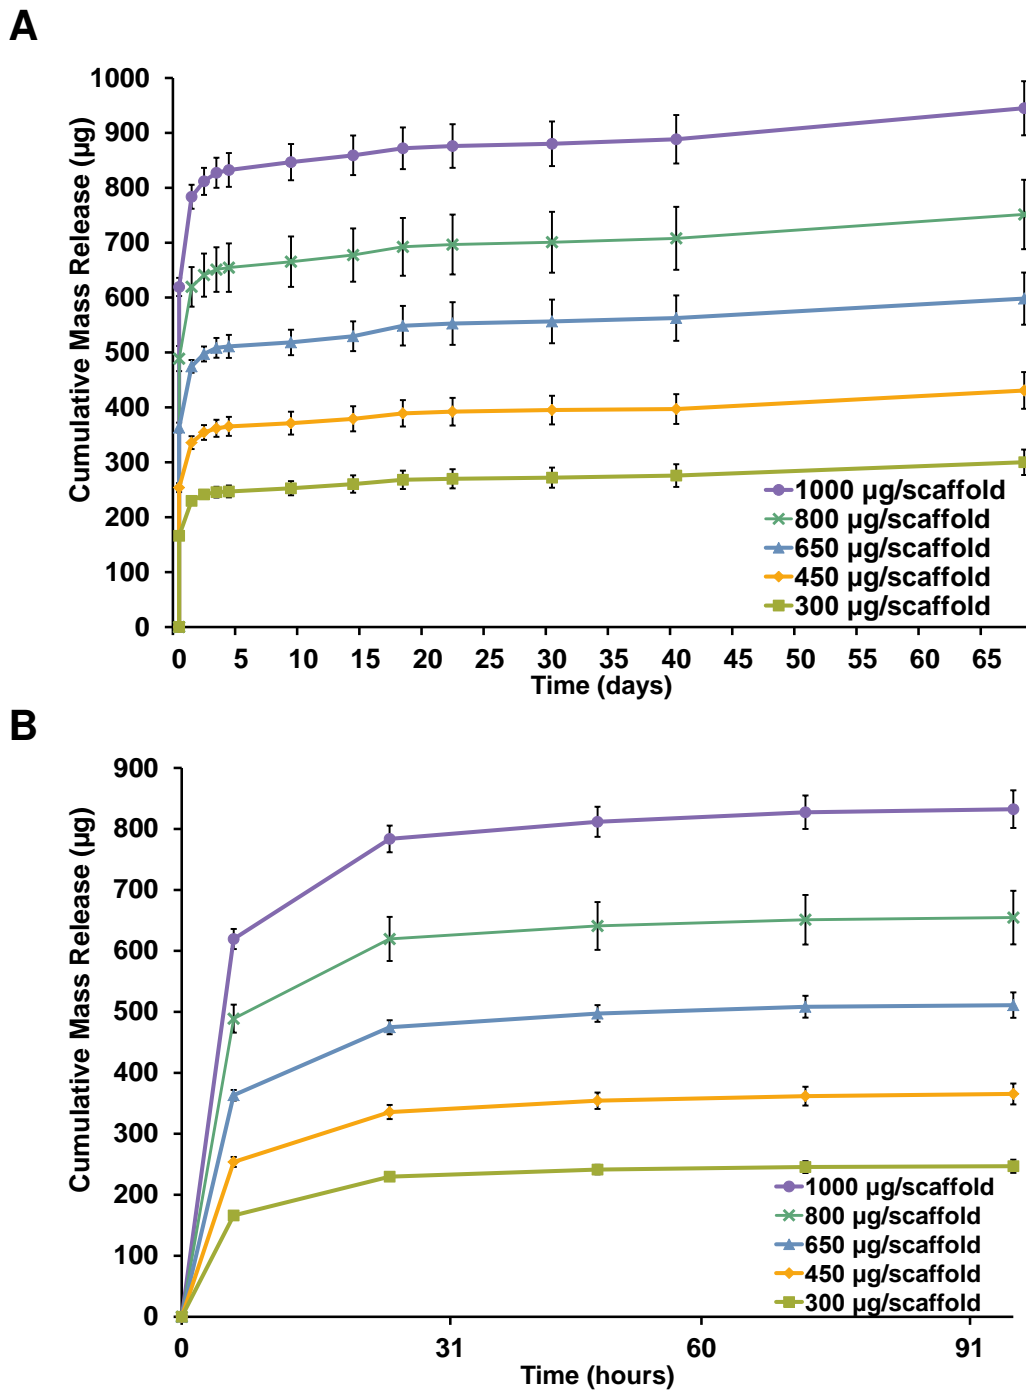 A
Cumulative Mass Release (µg)
1000
900
800
700
600
500
400
300
200
100
0
1000 µg/scaffold
800 µg/scaffold
650 µg/scaffold
450 µg/scaffold
300 µg/scaffold
0 5 10 15 20 25 30 35 40 45 50 55 60 65
Time (days)
B
Cumulative Mass Release (µg)
900
800
700
600
500
400
300
200
100
0
1000 µg/scaffold
800 µg/scaffold
650 µg/scaffold
450 µg/scaffold
300 µg/scaffold
0 31 60 91
Time (hours)